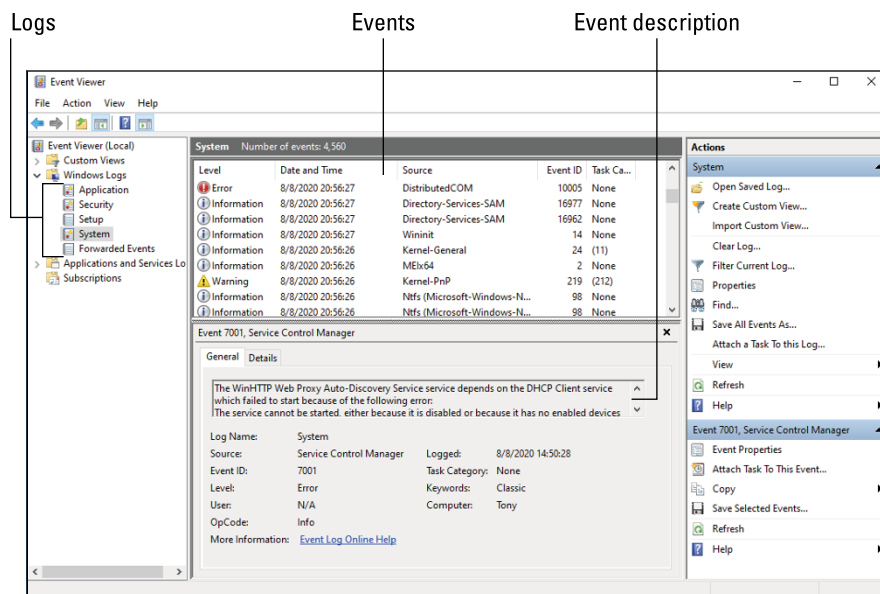 Logs Events Event description
Event Viewer
File Action View Help
Event Viewer (Local)
Custom Views
Windows Logs
Application
Security
Setup
System
Forwarded Events
Applications and Services Lo
Subscriptions
System Number of events: 4,560
Level Date and Time Source Event ID Task Ca...
Error 8/8/2020 20:56:27 DistributedCOM 10005 None
Information 8/8/2020 20:56:27 Directory-Services-SAM 16977 None
Information 8/8/2020 20:56:27 Directory-Services-SAM 16962 None
Information 8/8/2020 20:56:27 Wininit 14 None
Information 8/8/2020 20:56:26 Kernel-General 24 (11)
Information 8/8/2020 20:56:26 MEIx64 2 None
Warning 8/8/2020 20:56:26 Kernel-PnP 219 (212)
Information 8/8/2020 20:56:26 Ntfs (Microsoft-Windows-N... 98 None
Information 8/8/2020 20:56:26 Ntfs (Microsoft-Windows-N... 98 None
Event 7001, Service Control Manager
General Details
The WinHTTP Web Proxy Auto-Discovery Service service depends on the DHCP Client service
which failed to start because of the following error:
The service cannot be started, either because it is disabled or because it has no enabled devices
Log Name: System
Source: Service Control Manager Logged: 8/8/2020 14:50:28
Event ID: 7001 Task Category: None
Level: Error Keywords: Classic
User: N/A Computer: Tony
OpCode: Info
More Information: Event Log Online Help
Actions
System
Open Saved Log...
Create Custom View...
Import Custom View...
Clear Log...
Filter Current Log...
Properties
Find...
Save All Events As...
Attach a Task To this Log...
View
Refresh
Help
Event 7001, Service Control Manager
Event Properties
Attach Task To This Event...
Copy
Save Selected Events...
Refresh
Help